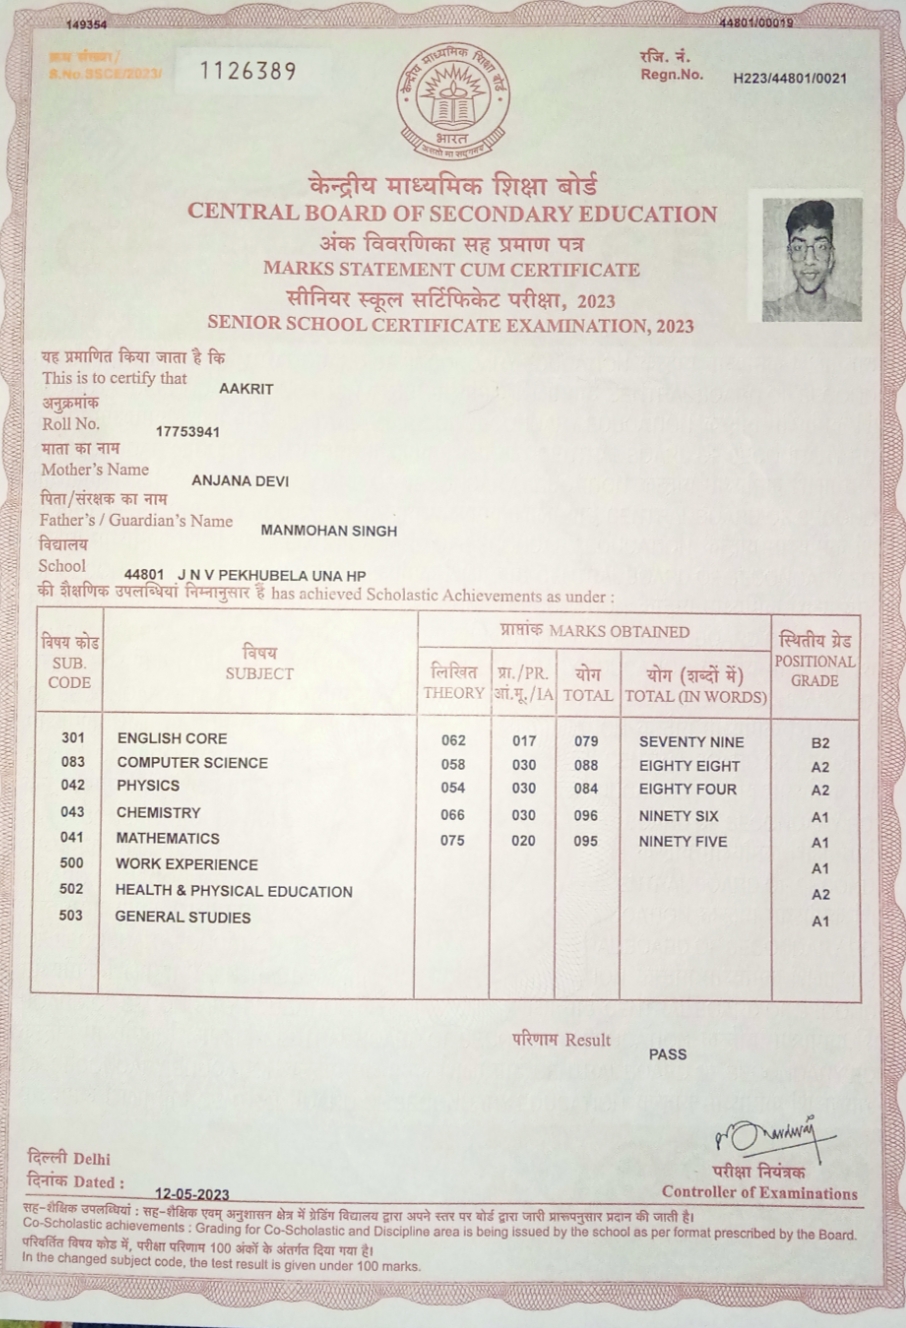 149354
44801/00019
क्रम संख्या/
S.No.SSCE/2023/
1126389
रजि. नं.
Regn.No.
H223/44801/0021
केन्द्रीय माध्यमिक शिक्षा बोर्ड
भारत
असतो मा सद्गमय
केन्द्रीय माध्यमिक शिक्षा बोर्ड
CENTRAL BOARD OF SECONDARY EDUCATION
अंक विवरणिका सह प्रमाण पत्र
MARKS STATEMENT CUM CERTIFICATE
सीनियर स्कूल सर्टिफिकेट परीक्षा, 2023
SENIOR SCHOOL CERTIFICATE EXAMINATION, 2023
यह प्रमाणित किया जाता है कि
This is to certify that AAKRIT
अनुक्रमांक
Roll No. 17753941
माता का नाम
Mother's Name ANJANA DEVI
पिता/संरक्षक का नाम
Father's / Guardian's Name MANMOHAN SINGH
विद्यालय
School 44801 J N V PEKHUBELA UNA HP
की शैक्षणिक उपलब्धियां निम्नानुसार हैं has achieved Scholastic Achievements as under :
विषय कोड
SUB.
CODE
विषय
SUBJECT
प्राप्तांक MARKS OBTAINED
लिखित
THEORY
प्रा./PR.
आं.मू./IA
योग
TOTAL
योग (शब्दों में)
TOTAL (IN WORDS)
स्थितीय ग्रेड
POSITIONAL
GRADE
301 ENGLISH CORE 062 017 079 SEVENTY NINE B2
083 COMPUTER SCIENCE 058 030 088 EIGHTY EIGHT A2
042 PHYSICS 054 030 084 EIGHTY FOUR A2
043 CHEMISTRY 066 030 096 NINETY SIX A1
041 MATHEMATICS 075 020 095 NINETY FIVE A1
500 WORK EXPERIENCE A1
502 HEALTH & PHYSICAL EDUCATION A2
503 GENERAL STUDIES A1
परिणाम Result PASS
दिल्ली Delhi
दिनांक Dated : 12-05-2023
परीक्षा नियंत्रक
Controller of Examinations
सह-शैक्षिक उपलब्धियां : सह-शैक्षिक एवम् अनुशासन क्षेत्र में ग्रेडिंग विद्यालय द्वारा अपने स्तर पर बोर्ड द्वारा जारी प्रारूपनुसार प्रदान की जाती है।
Co-Scholastic achievements : Grading for Co-Scholastic and Discipline area is being issued by the school as per format prescribed by the Board.
परिवर्तित विषय कोड में, परीक्षा परिणाम 100 अंकों के अंतर्गत दिया गया है।
In the changed subject code, the test result is given under 100 marks.